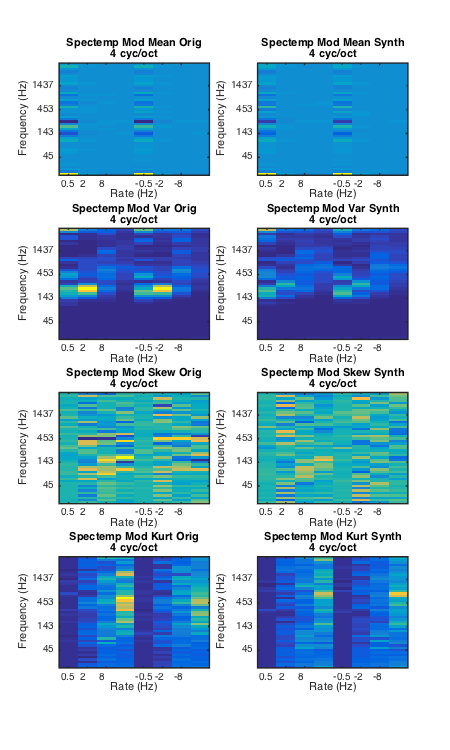 Spectemp Mod Mean Orig
4 cyc/oct
Frequency (Hz)
1437
453
143
45
0.5 2 8 -0.5 -2 -8
Rate (Hz)
Spectemp Mod Mean Synth
4 cyc/oct
Frequency (Hz)
1437
453
143
45
0.5 2 8 -0.5 -2 -8
Rate (Hz)
Spectemp Mod Var Orig
4 cyc/oct
Frequency (Hz)
1437
453
143
45
0.5 2 8 -0.5 -2 -8
Rate (Hz)
Spectemp Mod Var Synth
4 cyc/oct
Frequency (Hz)
1437
453
143
45
0.5 2 8 -0.5 -2 -8
Rate (Hz)
Spectemp Mod Skew Orig
4 cyc/oct
Frequency (Hz)
1437
453
143
45
0.5 2 8 -0.5 -2 -8
Rate (Hz)
Spectemp Mod Skew Synth
4 cyc/oct
Frequency (Hz)
1437
453
143
45
0.5 2 8 -0.5 -2 -8
Rate (Hz)
Spectemp Mod Kurt Orig
4 cyc/oct
Frequency (Hz)
1437
453
143
45
0.5 2 8 -0.5 -2 -8
Rate (Hz)
Spectemp Mod Kurt Synth
4 cyc/oct
Frequency (Hz)
1437
453
143
45
0.5 2 8 -0.5 -2 -8
Rate (Hz)